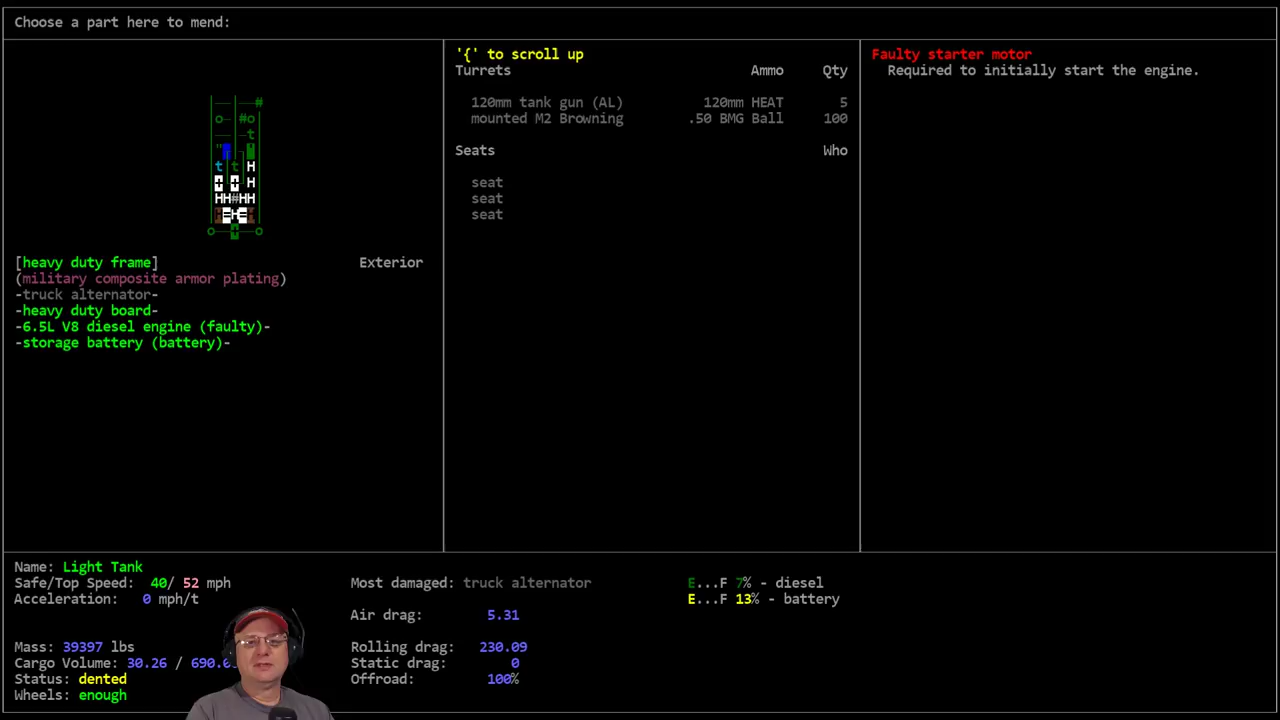 Choose a part here to mend:
'{' to scroll up
Turrets Ammo Qty
120mm tank gun (AL) 120mm HEAT 5
mounted M2 Browning .50 BMG Ball 100
Seats Who
seat
seat
seat
Faulty starter motor
Required to initially start the engine.
[heavy duty frame] Exterior
(military composite armor plating)
-truck alternator-
-heavy duty board-
-6.5L V8 diesel engine (faulty)-
-storage battery (battery)-
Name: Light Tank
Safe/Top Speed: 40/ 52 mph
Acceleration: 0 mph/t
Mass: 39397 lbs
Cargo Volume: 30.26 /
Status: dented
Wheels: enough
Most damaged: truck alternator
Air drag: 5.31
Rolling drag: 230.09
Static drag: 0
Offroad: 100%
E...F 7% - diesel
E...F 13% - battery